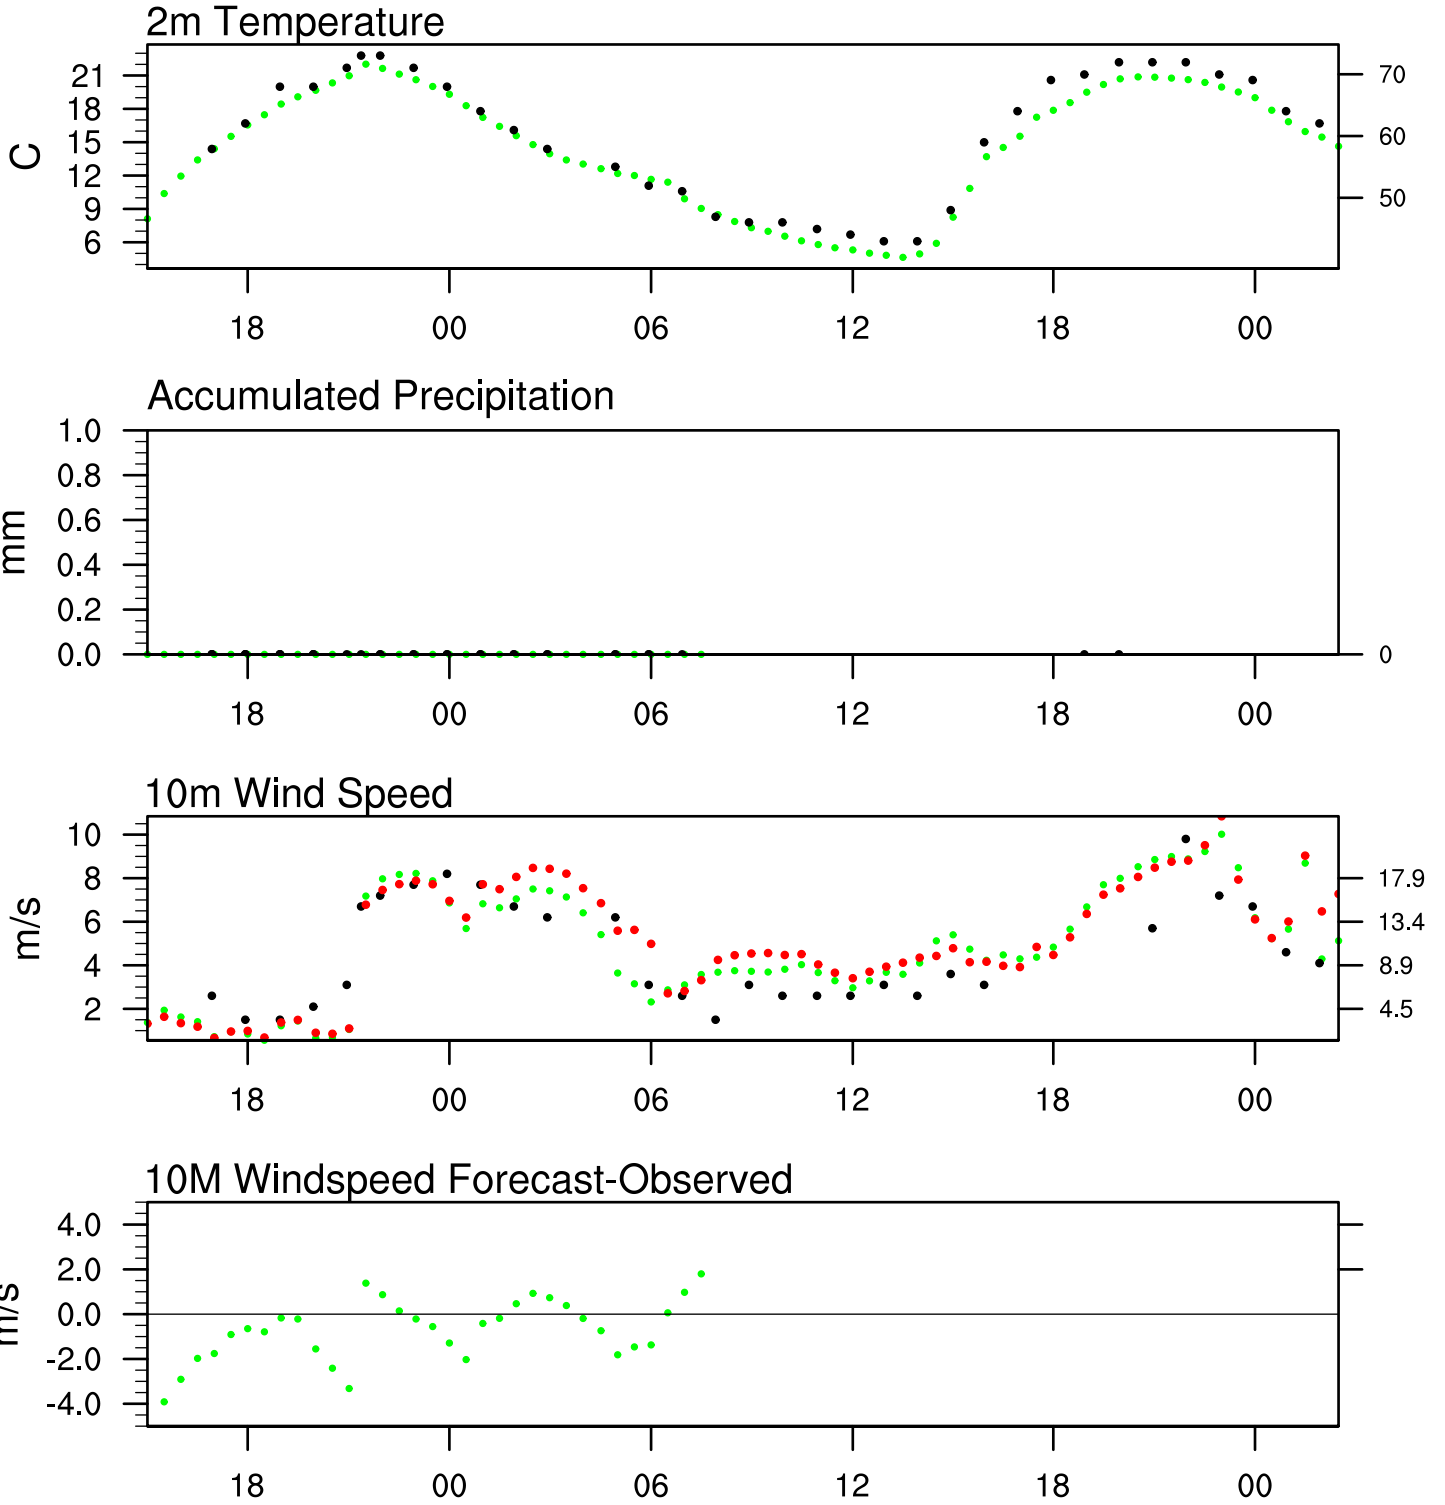 2m Temperature
21
18
15
12
9
6
C
70
60
50
18 00 06 12 18 00
Accumulated Precipitation
1.0
0.8
0.6
0.4
0.2
0.0
mm
0
18 00 06 12 18 00
10m Wind Speed
10
8
6
4
2
m/s
17.9
13.4
8.9
4.5
18 00 06 12 18 00
10M Windspeed Forecast-Observed
4.0
2.0
0.0
-2.0
-4.0
m/s
18 00 06 12 18 00